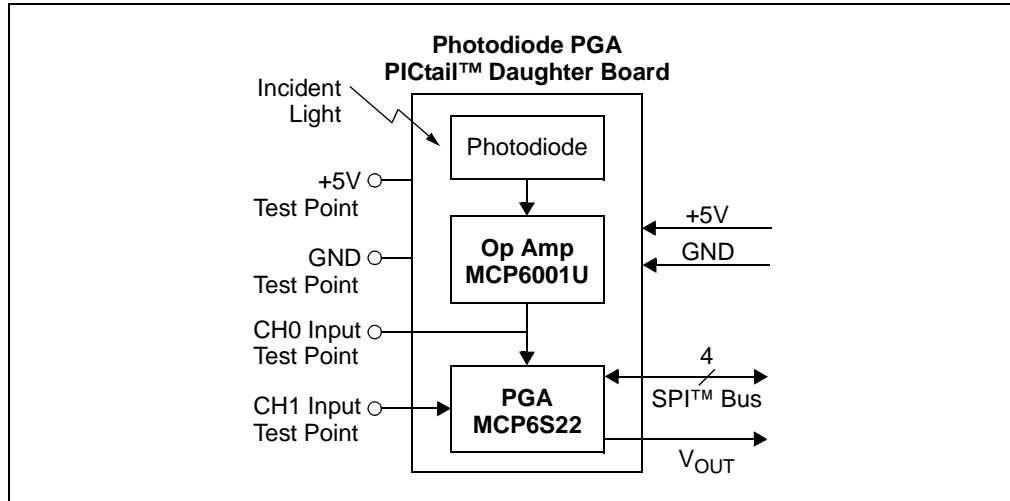 Photodiode PGA
PICtail™ Daughter Board
Incident
Light
Photodiode
+5V
Test Point
+5V
Op Amp
MCP6001U
GND
GND
Test Point
CH0 Input
Test Point
4
SPI™ Bus
PGA
MCP6S22
CH1 Input
Test Point
VOUT